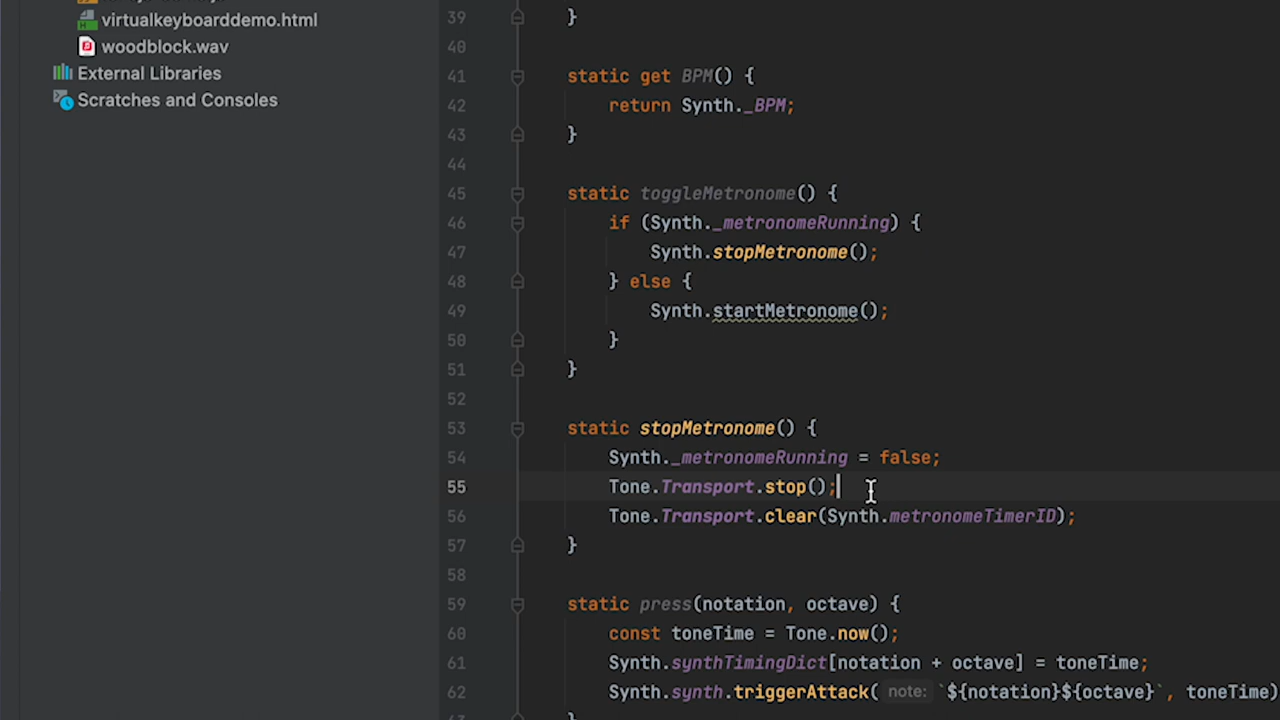 virtualkeyboarddemo.html
woodblock.wav
External Libraries
Scratches and Consoles
39 }
40
41 static get BPM() {
42 return Synth._BPM;
43 }
44
45 static toggleMetronome() {
46 if (Synth._metronomeRunning) {
47 Synth.stopMetronome();
48 } else {
49 Synth.startMetronome();
50 }
51 }
52
53 static stopMetronome() {
54 Synth._metronomeRunning = false;
55 Tone.Transport.stop();
56 Tone.Transport.clear(Synth.metronomeTimerID);
57 }
58
59 static press(notation, octave) {
60 const toneTime = Tone.now();
61 Synth.synthTimingDict[notation + octave] = toneTime;
62 Synth.synth.triggerAttack( note: `${notation}${octave}`, toneTime)